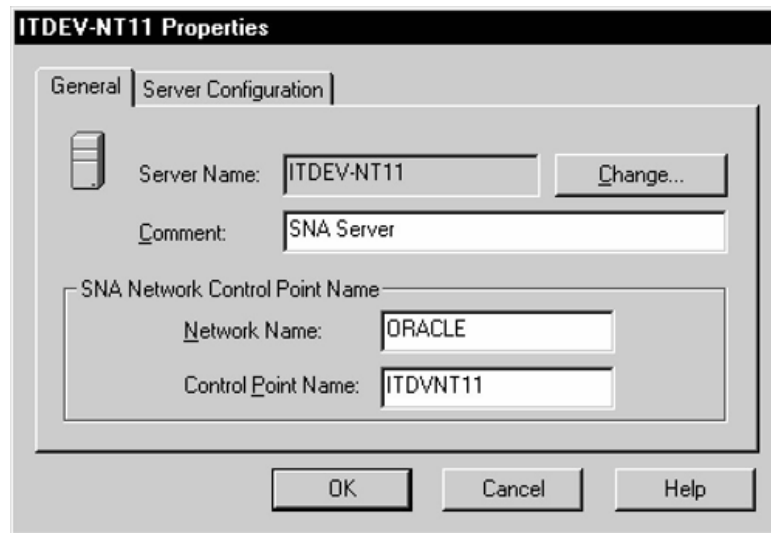 ITDEV-NT11 Properties
General Server Configuration
Server Name: ITDEV-NT11 Change...
Comment: SNA Server
SNA Network Control Point Name
Network Name: ORACLE
Control Point Name: ITDVNT11
OK Cancel Help